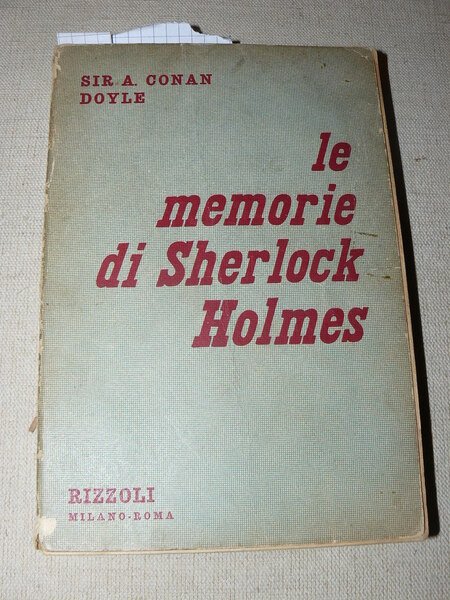 SIR A. CONAN
DOYLE
le
memorie
di Sherlock
Holmes
RIZZOLI
MILANO-ROMA